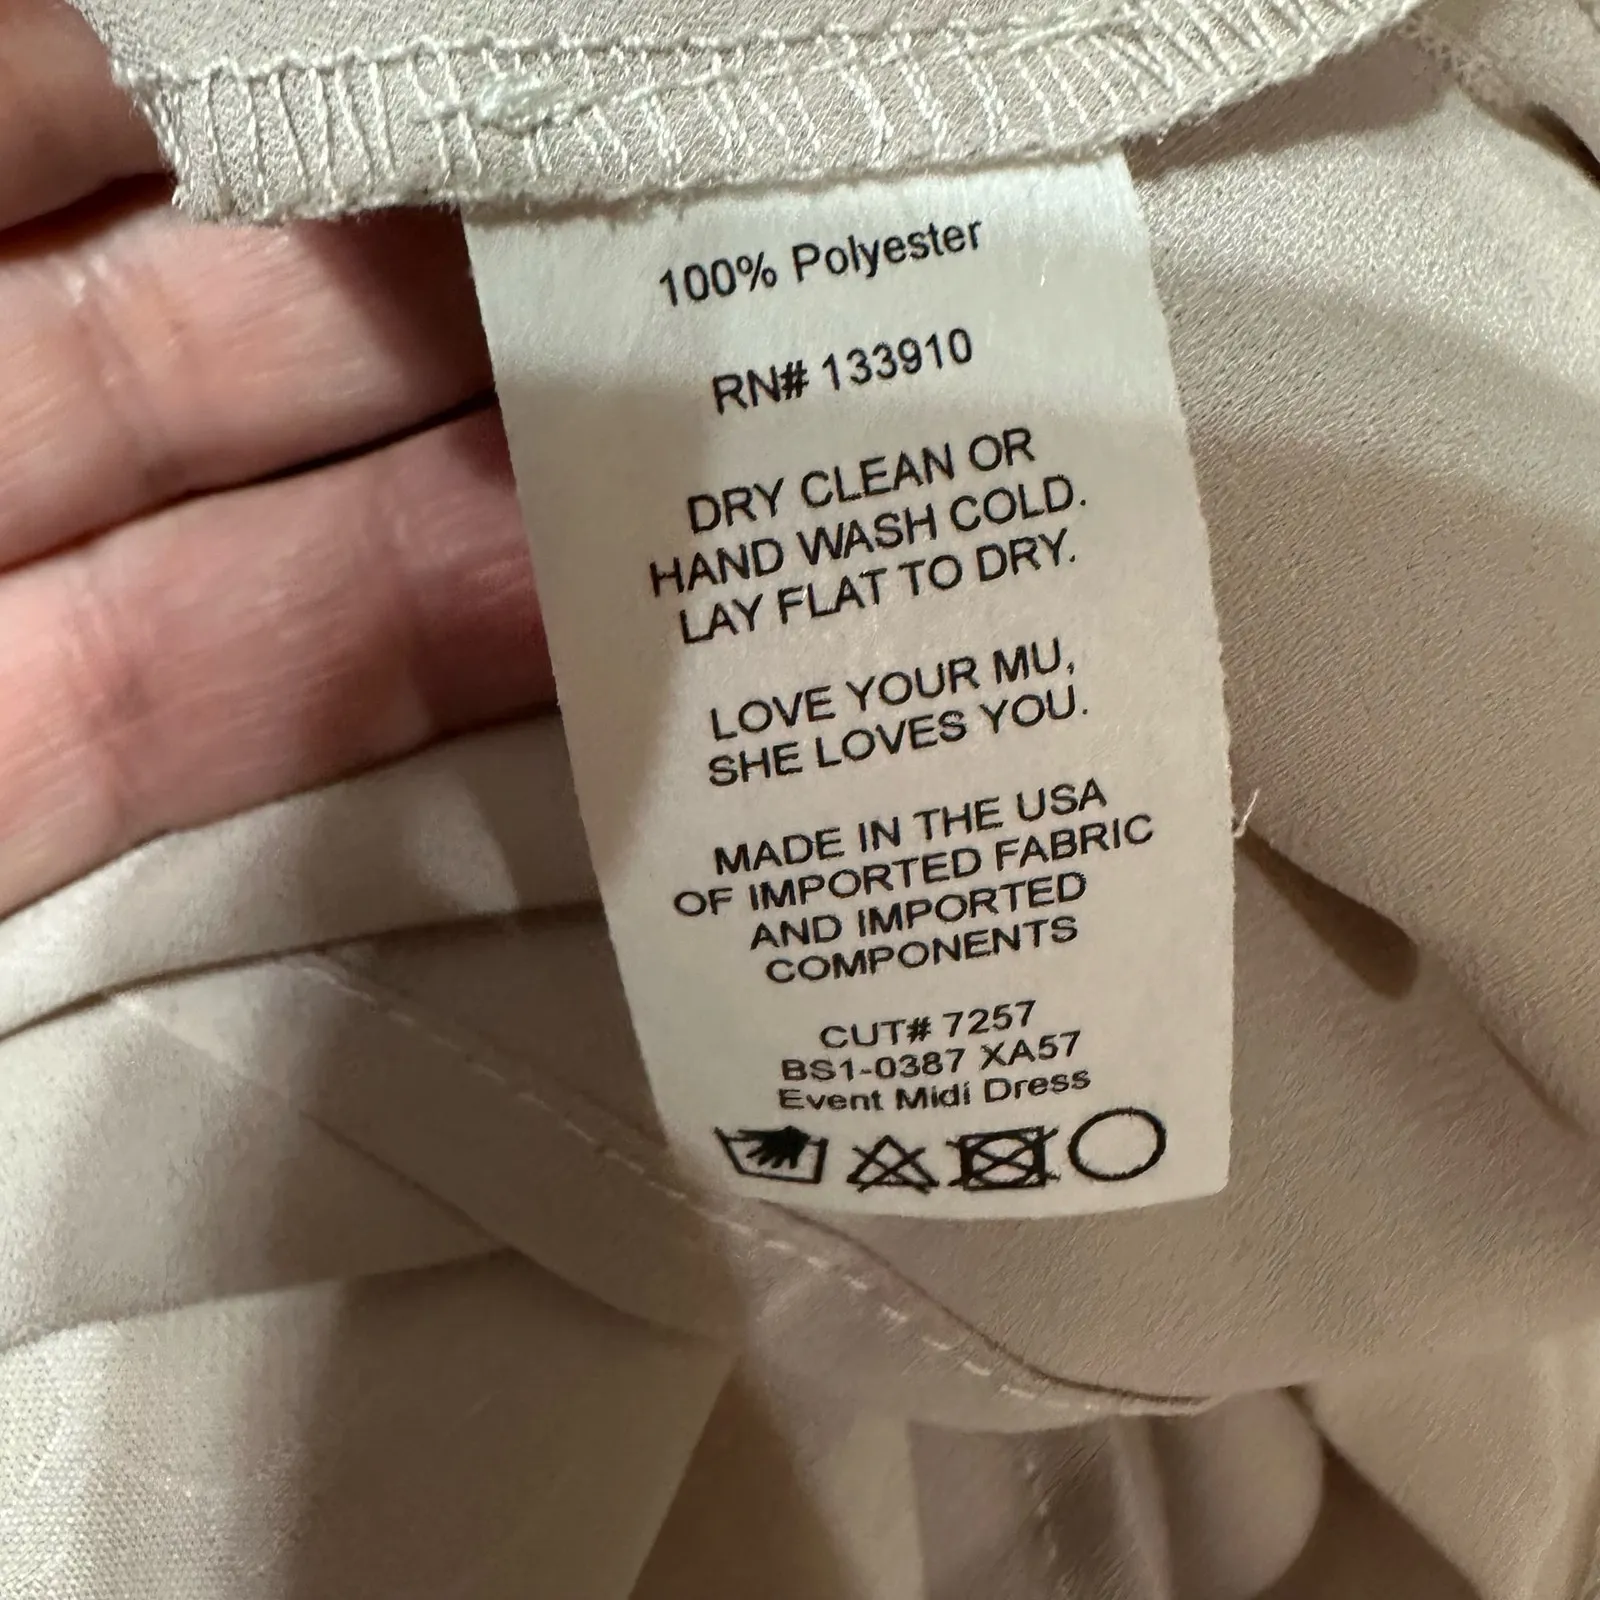 100% Polyester
RN# 133910
DRY CLEAN OR
HAND WASH COLD.
LAY FLAT TO DRY.
LOVE YOUR MU,
SHE LOVES YOU.
MADE IN THE USA
OF IMPORTED FABRIC
AND IMPORTED
COMPONENTS
CUT# 7257
BS1-0387 XA57
Event Midi Dress